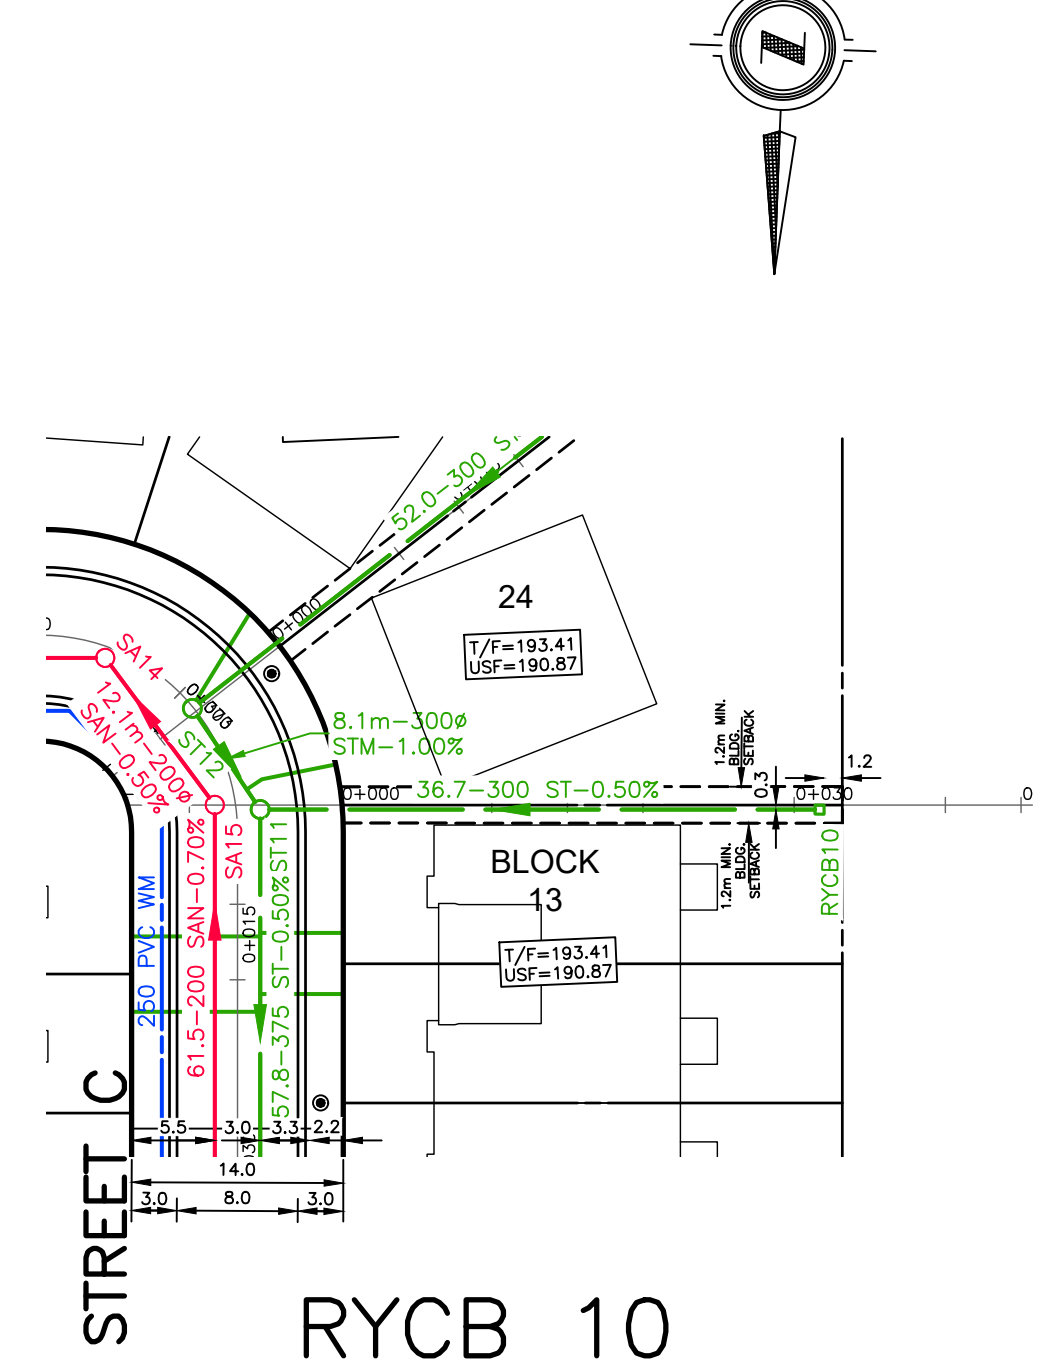 52.0-300 ST
24
T/F=193.41
USF=190.87
0+000
SA14
ST12
12.1m-200ø
SAN-0.50%
8.1m-300ø
STM-1.00%
1.2m MIN.
BLDG.
SETBACK
0.3
1.2
0+000
36.7-300 ST-0.50%
0+030
0
RYCB10
1.2m MIN.
BLDG.
SETBACK
BLOCK
13
T/F=193.41
USF=190.87
SA15
ST11
250 PVC WM
61.5-200 SAN-0.70%
0+015
57.8-375 ST-0.50%
STREET C
5.5
3.0
3.3
2.2
14.0
3.0
8.0
3.0
RYCB 10